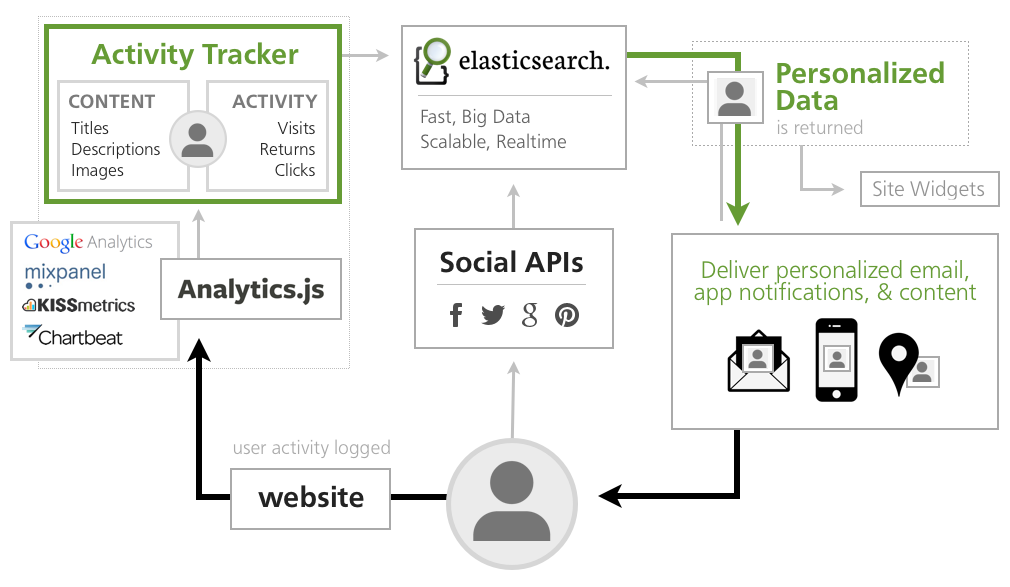 Activity Tracker
CONTENT
Titles
Descriptions
Images
ACTIVITY
Visits
Returns
Clicks
elasticsearch.
Fast, Big Data
Scalable, Realtime
Personalized
Data
is returned
Site Widgets
Google Analytics
mixpanel
KISSmetrics
Chartbeat
Analytics.js
Social APIs
Deliver personalized email,
app notifications, & content
user activity logged
website